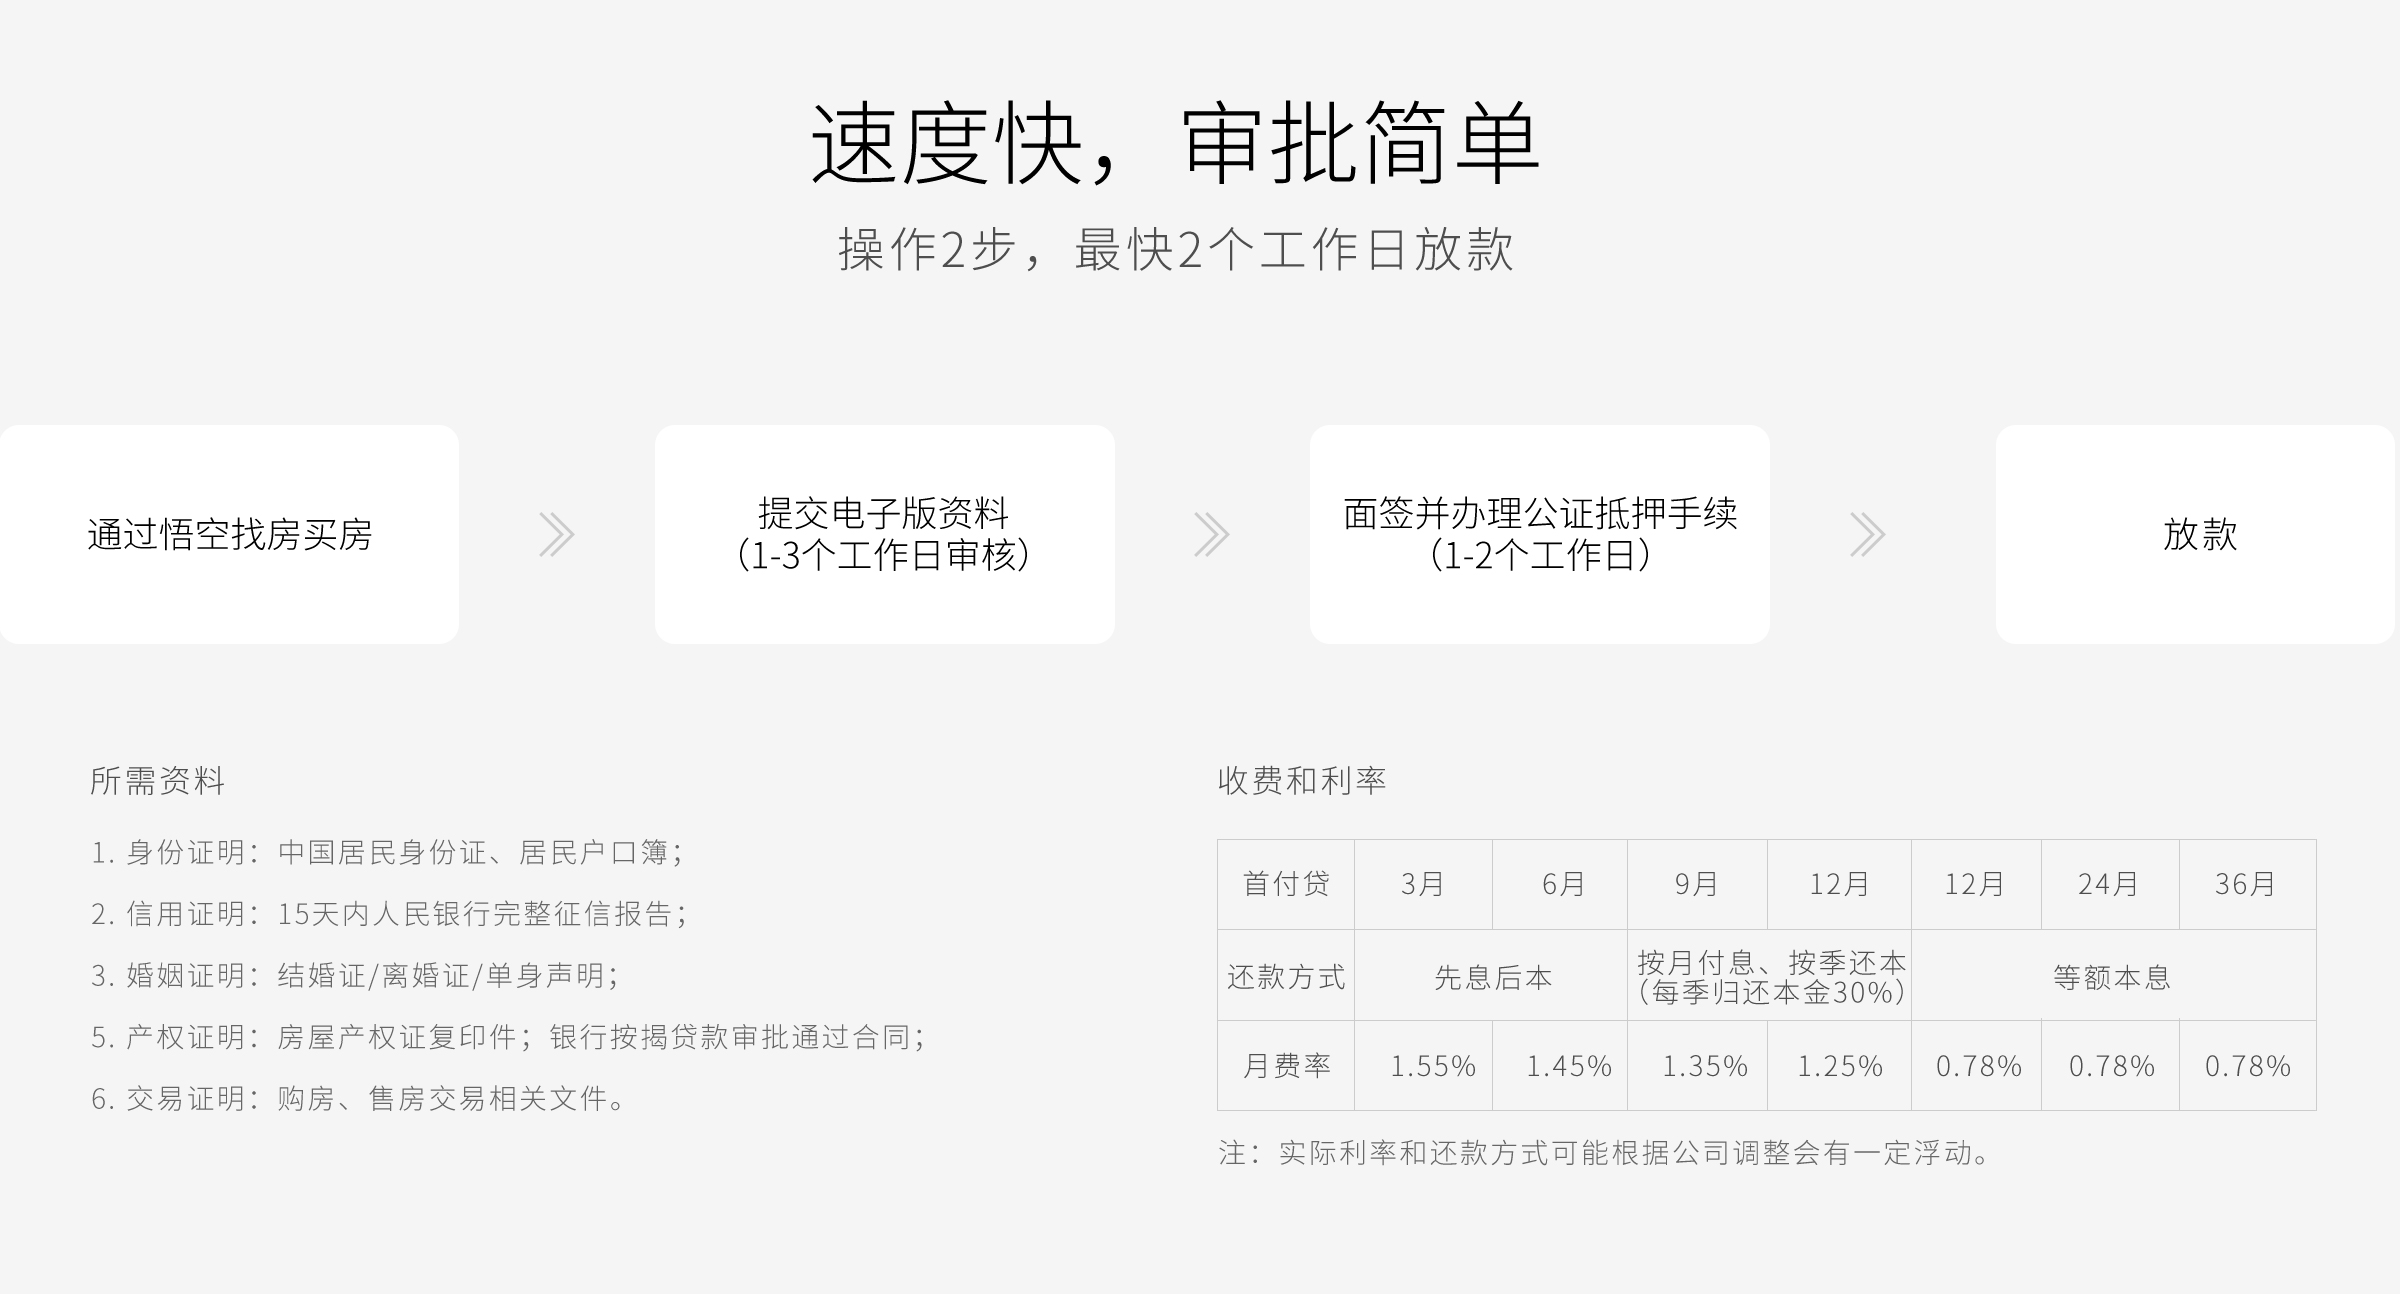 速度快，审批简单
操作2步，最快2个工作日放款
通过悟空找房买房
提交电子版资料
（1-3个工作日审核）
面签并办理公证抵押手续
（1-2个工作日）
放款
所需资料
1. 身份证明：中国居民身份证、居民户口簿；
2. 信用证明：15天内人民银行完整征信报告；
3. 婚姻证明：结婚证/离婚证/单身声明；
5. 产权证明：房屋产权证复印件；银行按揭贷款审批通过合同；
6. 交易证明：购房、售房交易相关文件。
收费和利率
首付贷 3月 6月 9月 12月 12月 24月 36月
还款方式 先息后本 按月付息、按季还本 等额本息
（每季归还本金30%）
月费率 1.55% 1.45% 1.35% 1.25% 0.78% 0.78% 0.78%
注：实际利率和还款方式可能根据公司调整会有一定浮动。